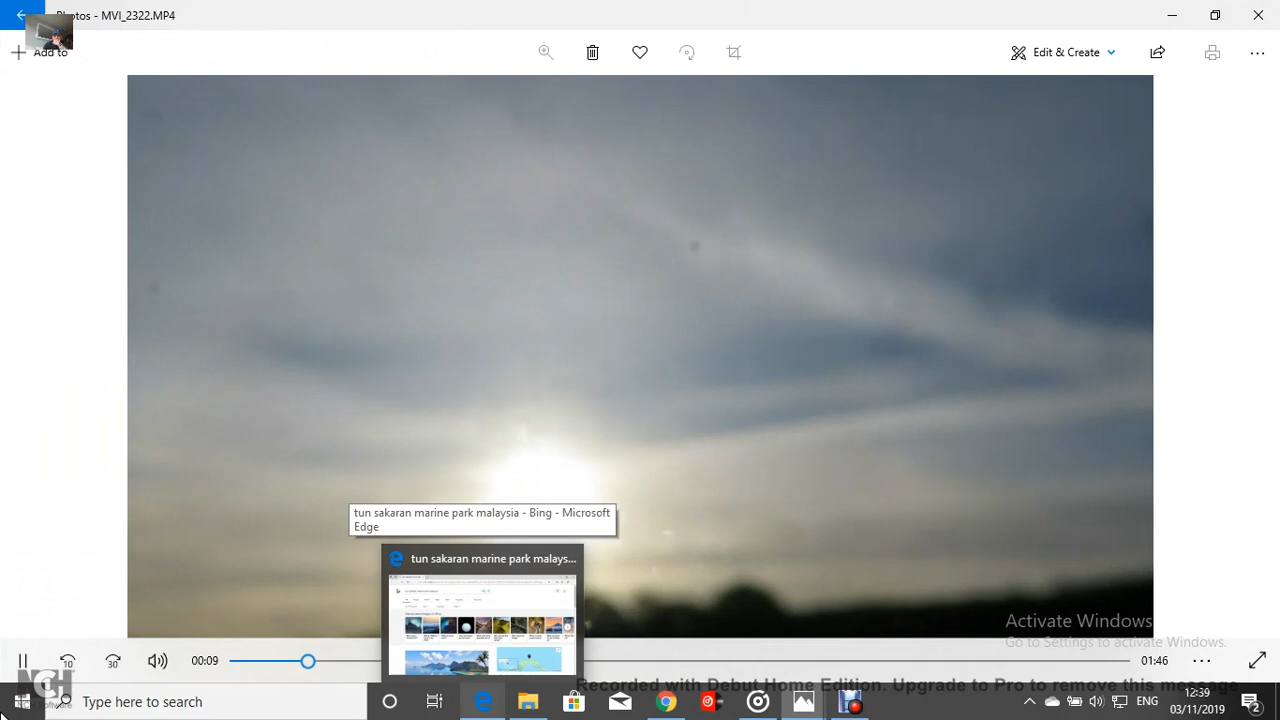 Photos - MVI_2322.MP4
Add to
Edit & Create
tun sakaran marine park malaysia - Bing - Microsoft
Edge
tun sakaran marine park malays...
Activate Windows
Go to Settings to activate Windows.
00:09
01:46
Recorded with Debut Home Edition. Upgrade to Pro to remove this message
NCH Software
Type here to search
ENG
12:39
03/11/2019
2